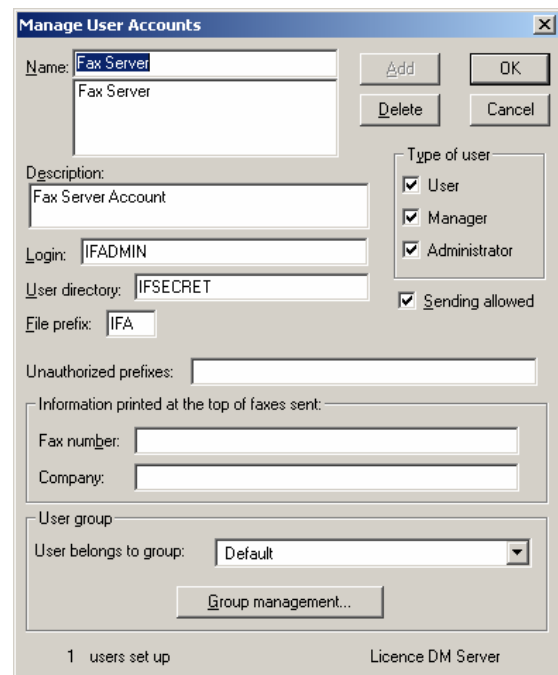 Manage User Accounts
Name: Fax Server
Fax Server
Add
OK
Delete
Cancel
Type of user
User
Manager
Administrator
Description:
Fax Server Account
Login: IFADMIN
User directory: IFSECRET
Sending allowed
File prefix: IFA
Unauthorized prefixes:
Information printed at the top of faxes sent:
Fax number:
Company:
User group
User belongs to group: Default
Group management...
1 users set up
Licence DM Server